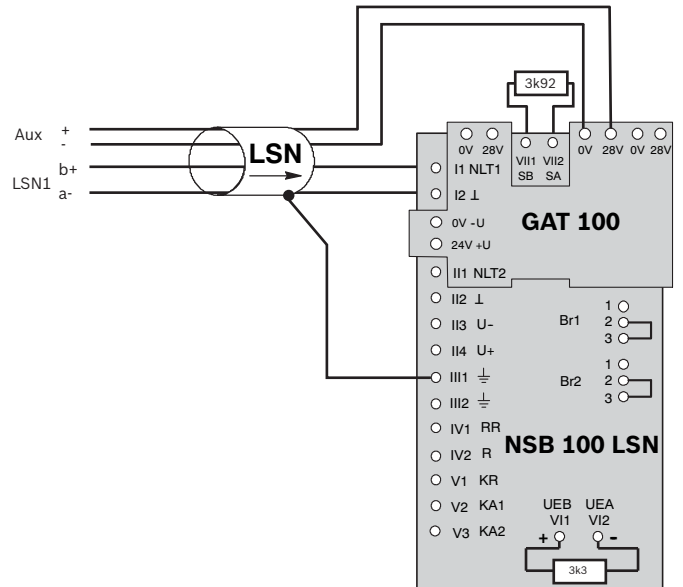 3k92
Aux +
-
LSN1 b+
a-
LSN
0V 28V VII1 VII2 0V 28V 0V 28V
SB SA
I1 NLT1
I2 ⊥
GAT 100
0V -U
24V +U
II1 NLT2
II2 ⊥
II3 U-
II4 U+
Br1
1
2
3
Br2
1
2
3
III1 ⏚
III2 ⏚
IV1 RR
IV2 R
NSB 100 LSN
V1 KR
V2 KA1
V3 KA2
UEB UEA
VI1 VI2
+ -
3k3